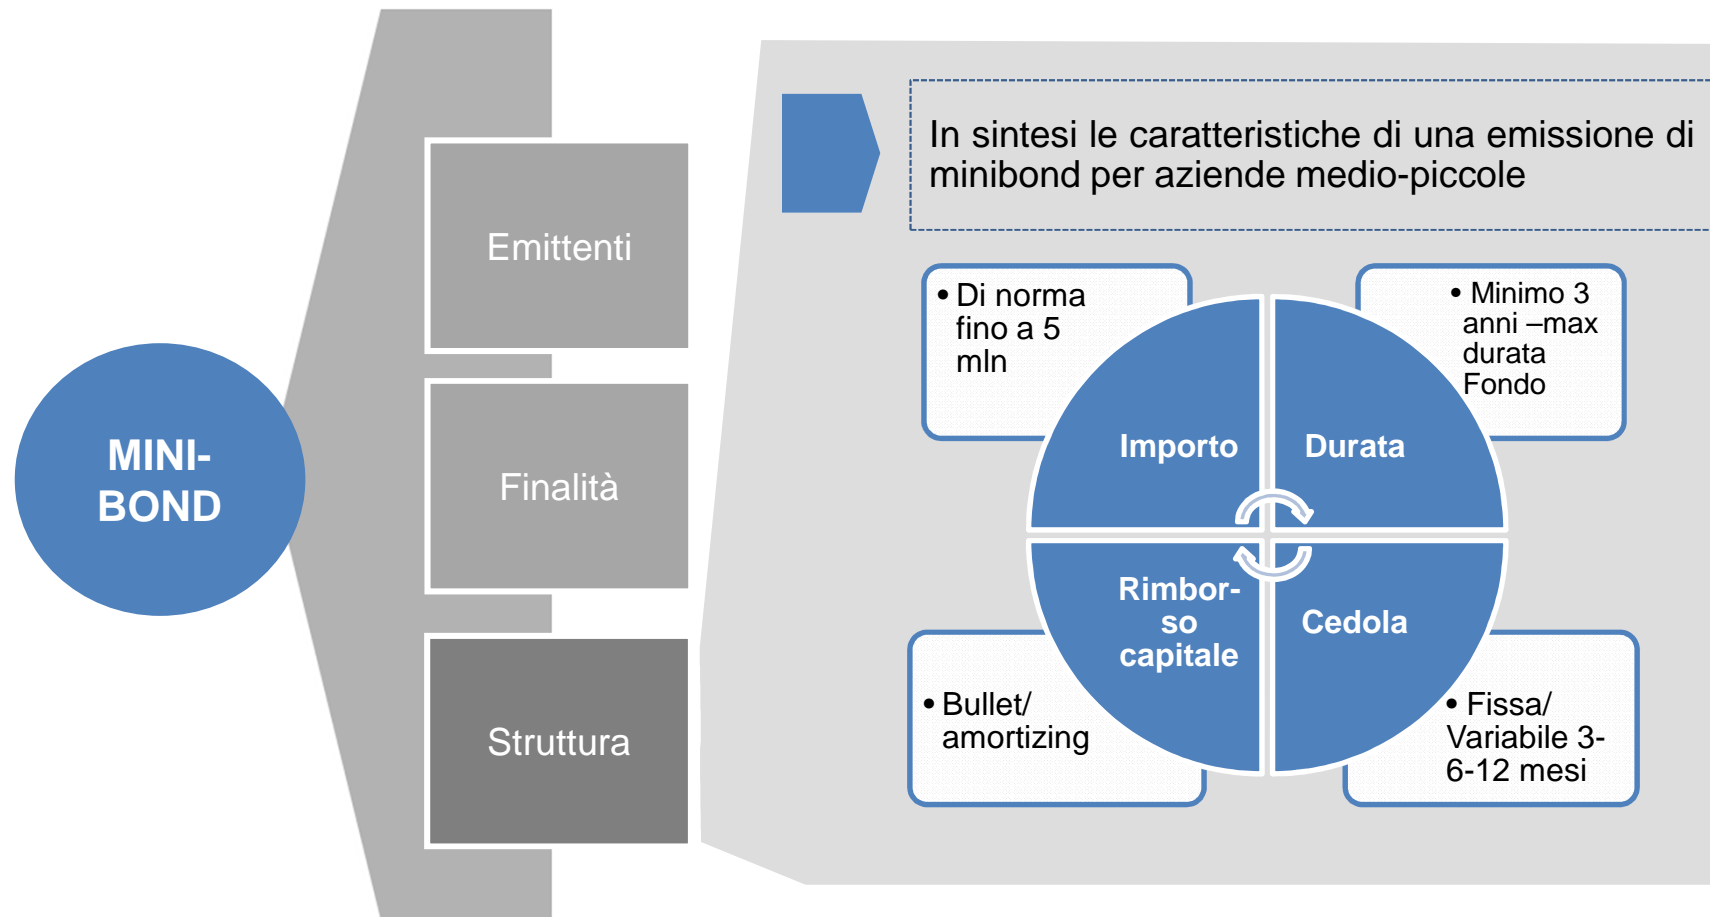 MINI-
BOND
Emittenti
Finalità
Struttura
In sintesi le caratteristiche di una emissione di
minibond per aziende medio-piccole
• Di norma
fino a 5
mln
• Minimo 3
anni –max
durata
Fondo
Importo
Durata
Rimbor-
so
capitale
Cedola
• Bullet/
amortizing
• Fissa/
Variabile 3-
6-12 mesi